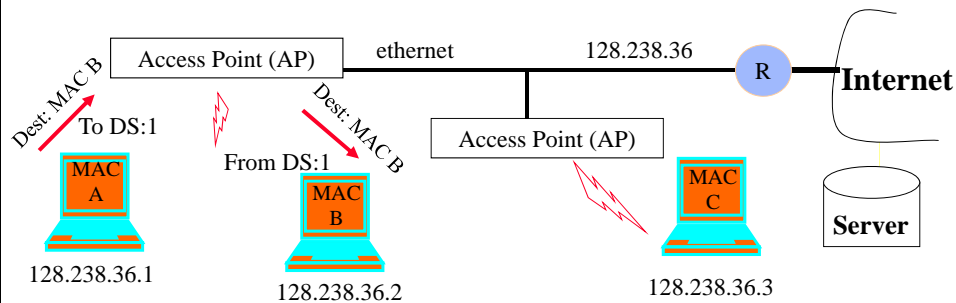 Access Point (AP)
ethernet
128.238.36
R
Internet
Dest: MAC B
To DS:1
Dest: MAC B
From DS:1
Access Point (AP)
MAC
A
MAC
B
MAC
C
Server
128.238.36.1
128.238.36.2
128.238.36.3